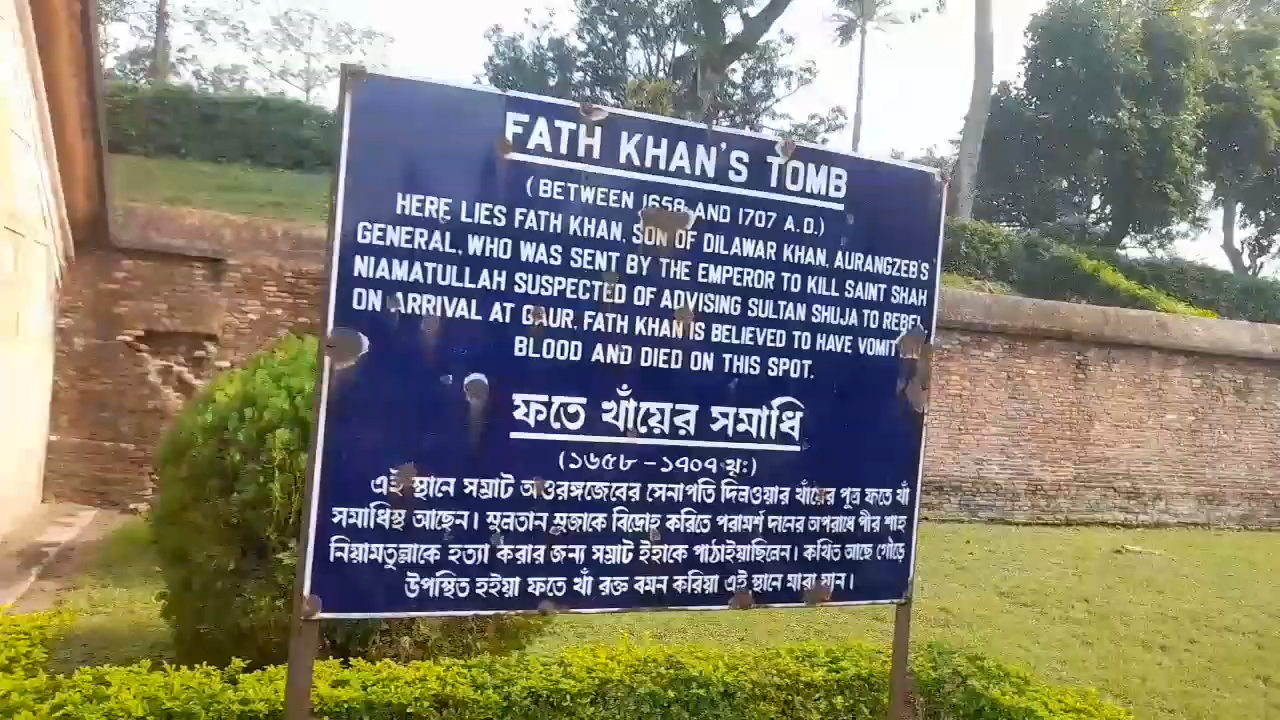 FATH KHAN'S TOMB
(BETWEEN 1658 AND 1707 A.D.)
HERE LIES FATH KHAN, SON OF DILAWAR KHAN, AURANGZEB'S
GENERAL, WHO WAS SENT BY THE EMPEROR TO KILL SAINT SHAH
NIAMATULLAH SUSPECTED OF ADVISING SULTAN SHUJA TO REBEL.
ON ARRIVAL AT GAUR, FATH KHAN IS BELIEVED TO HAVE VOMIT
BLOOD AND DIED ON THIS SPOT.
ফতে খাঁয়ের সমাধি
(১৬৫৮ – ১৭০৭ খৃঃ)
এই স্থানে সম্রাট আওরঙ্গজেবের সেনাপতি দিলওয়ার খাঁয়ের পুত্র ফতে খাঁ
সমাধিস্থ আছেন। সুলতান সুজাকে বিদ্রোহ করিতে পরামর্শ দানের অপরাধে পীর শাহ
নিয়ামতুল্লাকে হত্যা করার জন্য সম্রাট ইহাকে পাঠাইয়াছিলেন। কথিত আছে গৌড়ে
উপস্থিত হইয়া ফতে খাঁ রক্ত বমন করিয়া এই স্থানে মারা যান।